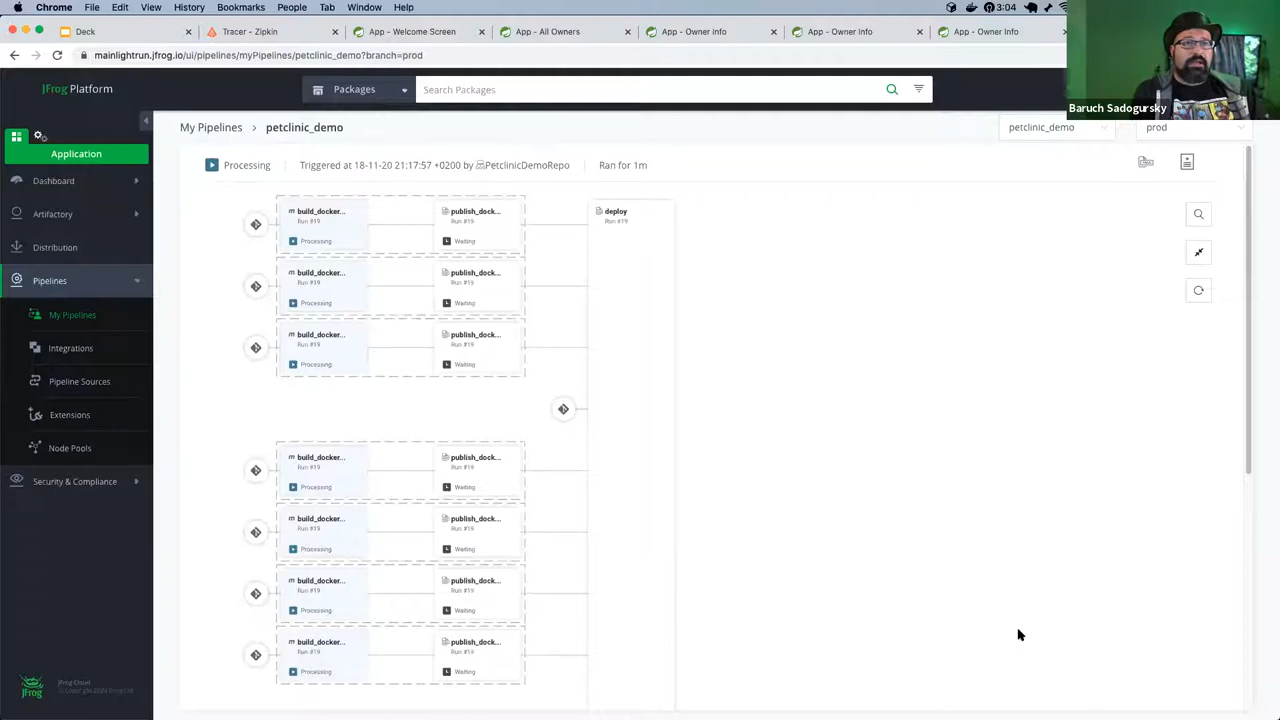 Chrome File Edit View History Bookmarks People Tab Window Help 3:04
Deck Tracer - Zipkin App - Welcome Screen App - All Owners App - Owner Info App - Owner Info App - Owner Info
mainlightrun.jfrog.io/ui/pipelines/myPipelines/petclinic_demo?branch=prod
JFrog Platform Packages Search Packages
Baruch Sadogursky
My Pipelines > petclinic_demo petclinic_demo prod
Application
Processing Triggered at 18-11-20 21:17:57 +0200 by PetclinicDemoRepo Ran for 1m
Dashboard
Artifactory
Distribution
Pipelines
My Pipelines
Integrations
Pipeline Sources
Extensions
Node Pools
Security & Compliance
build_docker... publish_dock... deploy
Run #19 Run #19 Run #19
Processing Waiting
build_docker... publish_dock...
Run #19 Run #19
Processing Waiting
build_docker... publish_dock...
Run #19 Run #19
Processing Waiting
build_docker... publish_dock...
Run #19 Run #19
Processing Waiting
build_docker... publish_dock...
Run #19 Run #19
Processing Waiting
build_docker... publish_dock...
Run #19 Run #19
Processing Waiting
build_docker... publish_dock...
Run #19 Run #19
Processing Waiting
JFrog
JFrog Cloud